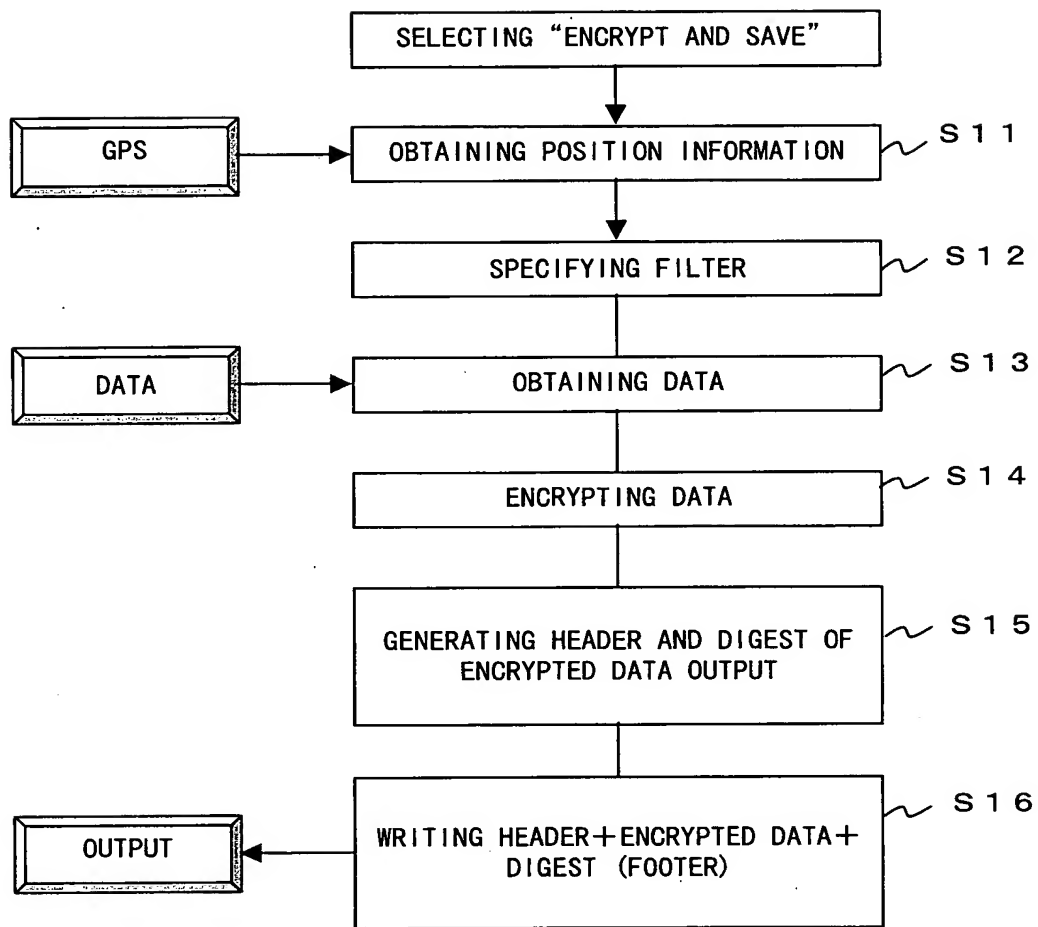 SELECTING “ENCRYPT AND SAVE”
GPS
OBTAINING POSITION INFORMATION
S11
SPECIFYING FILTER
S12
DATA
OBTAINING DATA
S13
ENCRYPTING DATA
S14
GENERATING HEADER AND DIGEST OF
ENCRYPTED DATA OUTPUT
S15
OUTPUT
WRITING HEADER+ENCRYPTED DATA+
DIGEST (FOOTER)
S16